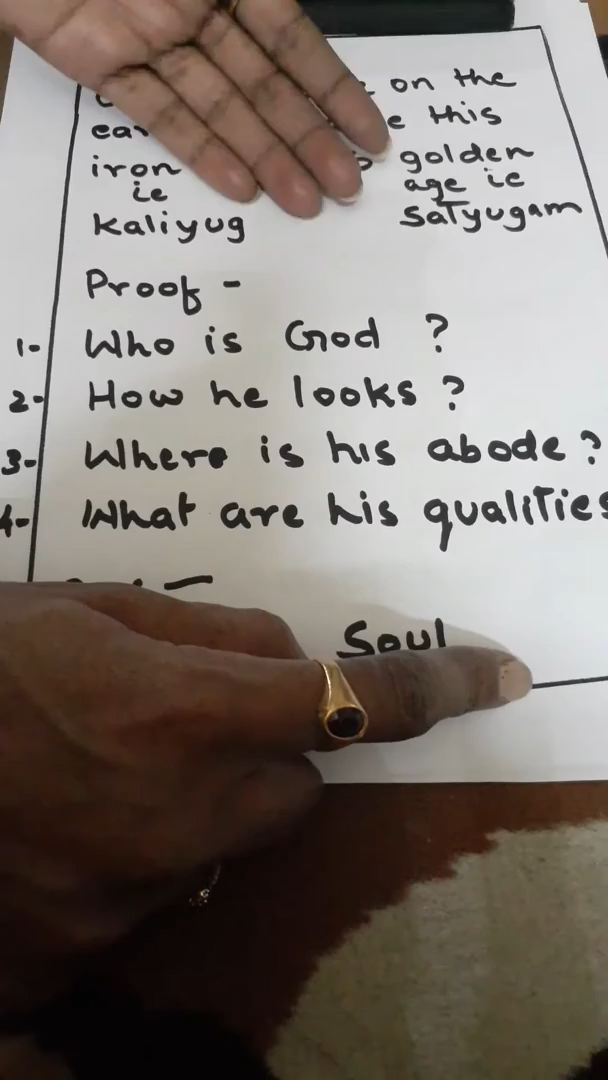 on the
this
iron golden
ie age ie
Kaliyug Satyugam
Proof -
1- Who is God ?
2- How he looks ?
3- Where is his abode ?
4- What are his qualities
Soul